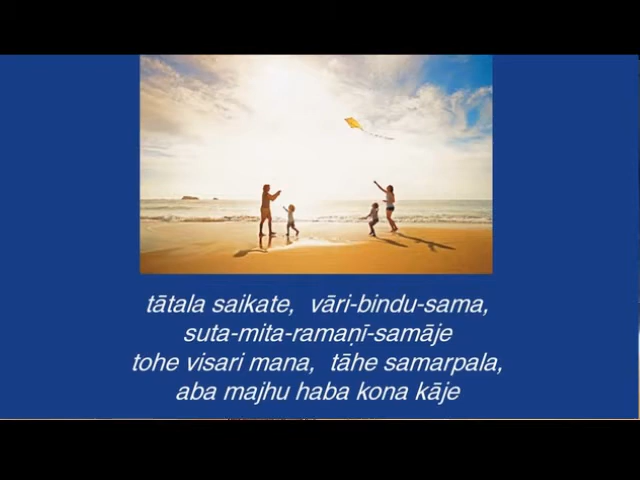 tātala saikate, vāri-bindu-sama,
suta-mita-ramaṇī-samāje
tohe visari mana, tāhe samarpala,
aba majhu haba kona kāje